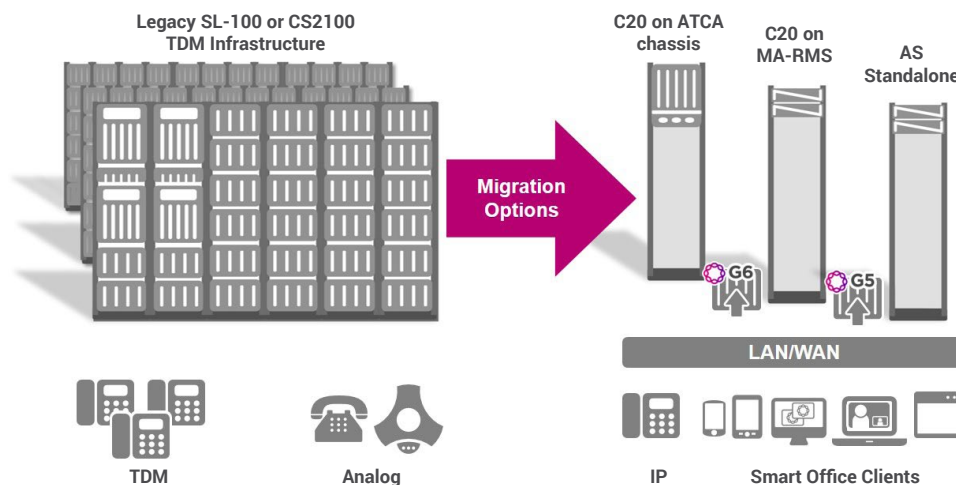 Legacy SL-100 or CS2100
TDM Infrastructure
C20 on ATCA
chassis
C20 on
MA-RMS
AS
Standalone
Migration
Options
G6
G5
LAN/WAN
TDM
Analog
IP
Smart Office Clients